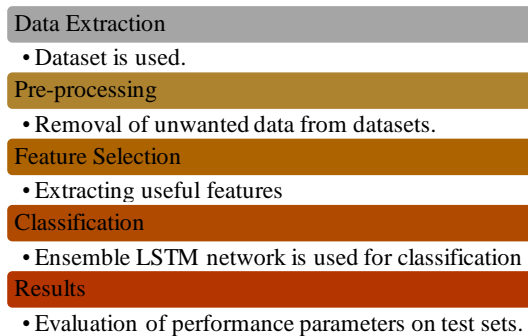 Data Extraction
• Dataset is used.
Pre-processing
• Removal of unwanted data from datasets.
Feature Selection
• Extracting useful features
Classification
• Ensemble LSTM network is used for classification
Results
• Evaluation of performance parameters on test sets.